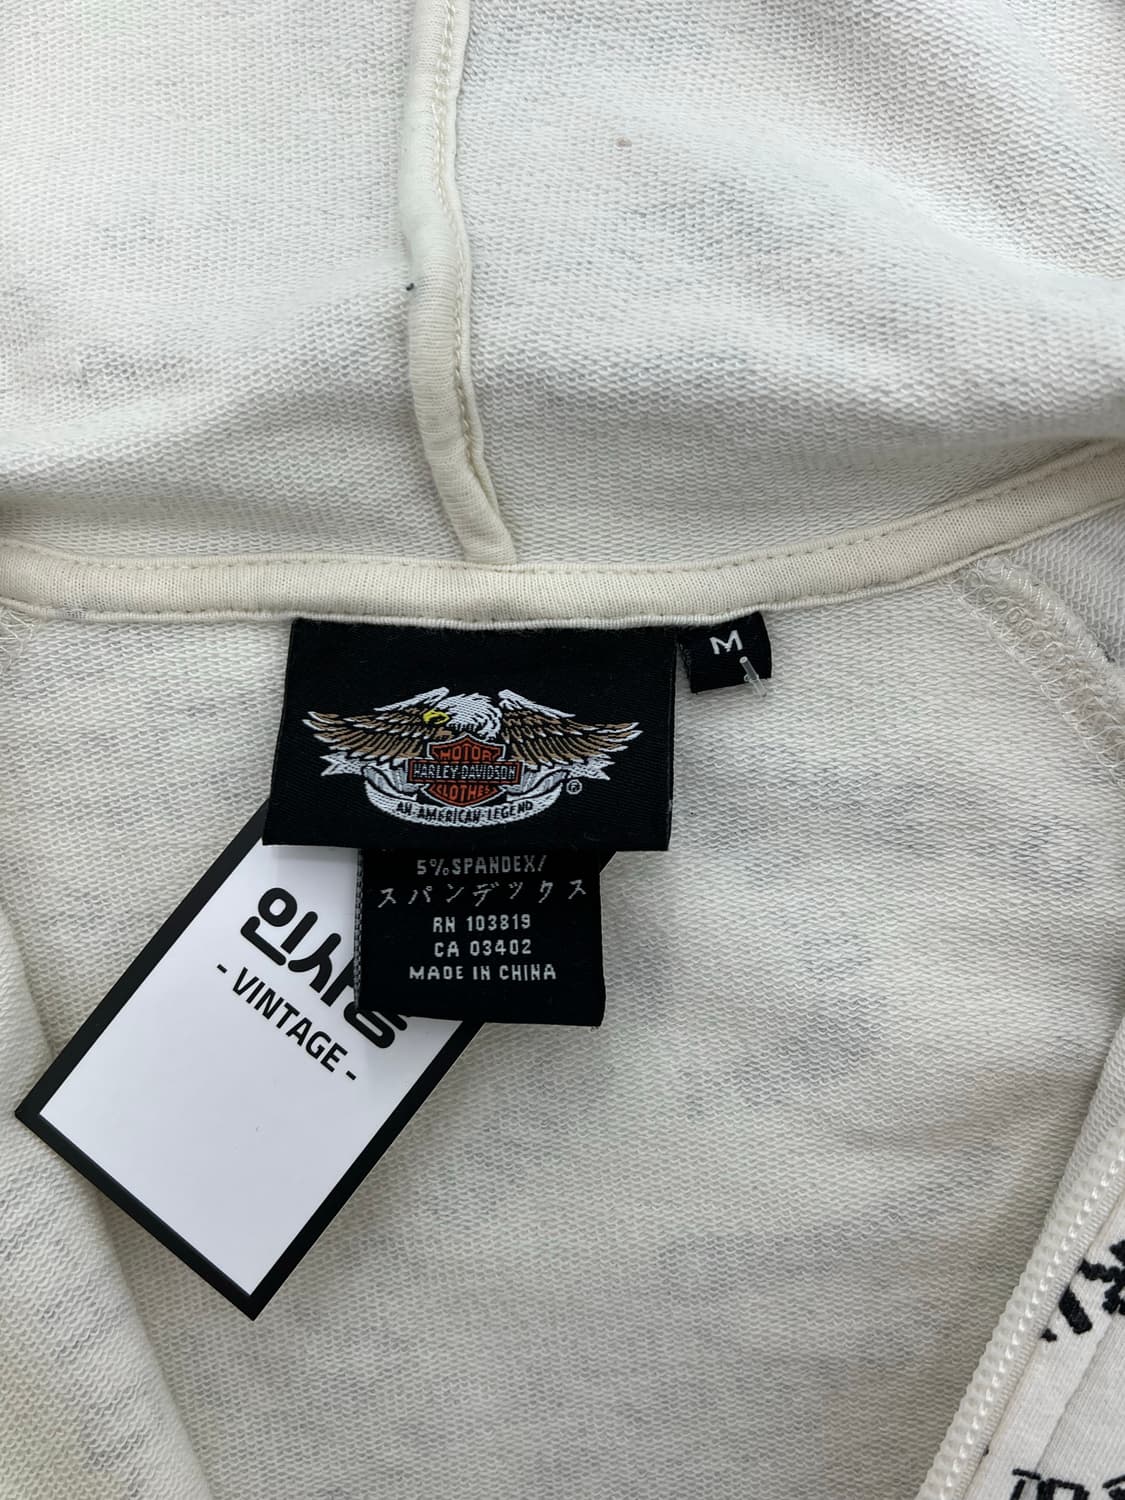 M
MOTOR
HARLEY-DAVIDSON
CLOTHES
®
AN AMERICAN LEGEND
5% SPANDEX/
スパンデックス
RN 103819
CA 03402
MADE IN CHINA
인사동
- VINTAGE -